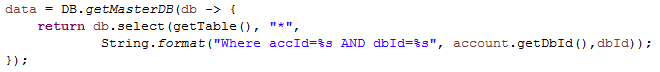 data = DB.getMasterDB(db -> {
return db.select(getTable(), "*",
String.format("Where accId=%s AND dbId=%s", account.getDbId(),dbId));
});